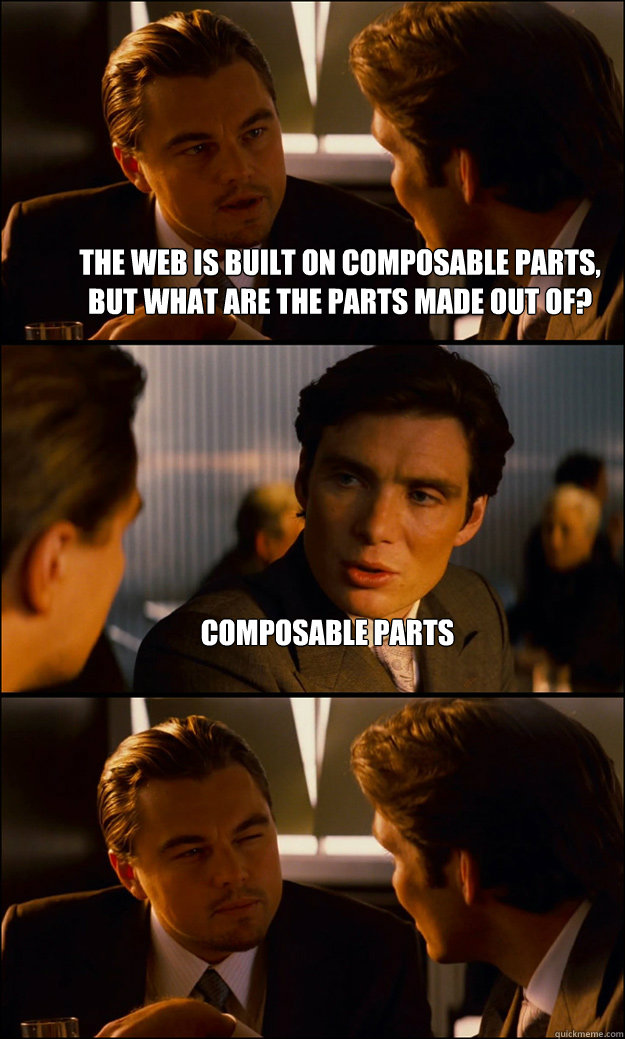 THE WEB IS BUILT ON COMPOSABLE PARTS,
BUT WHAT ARE THE PARTS MADE OUT OF?
COMPOSABLE PARTS
quickmeme.com